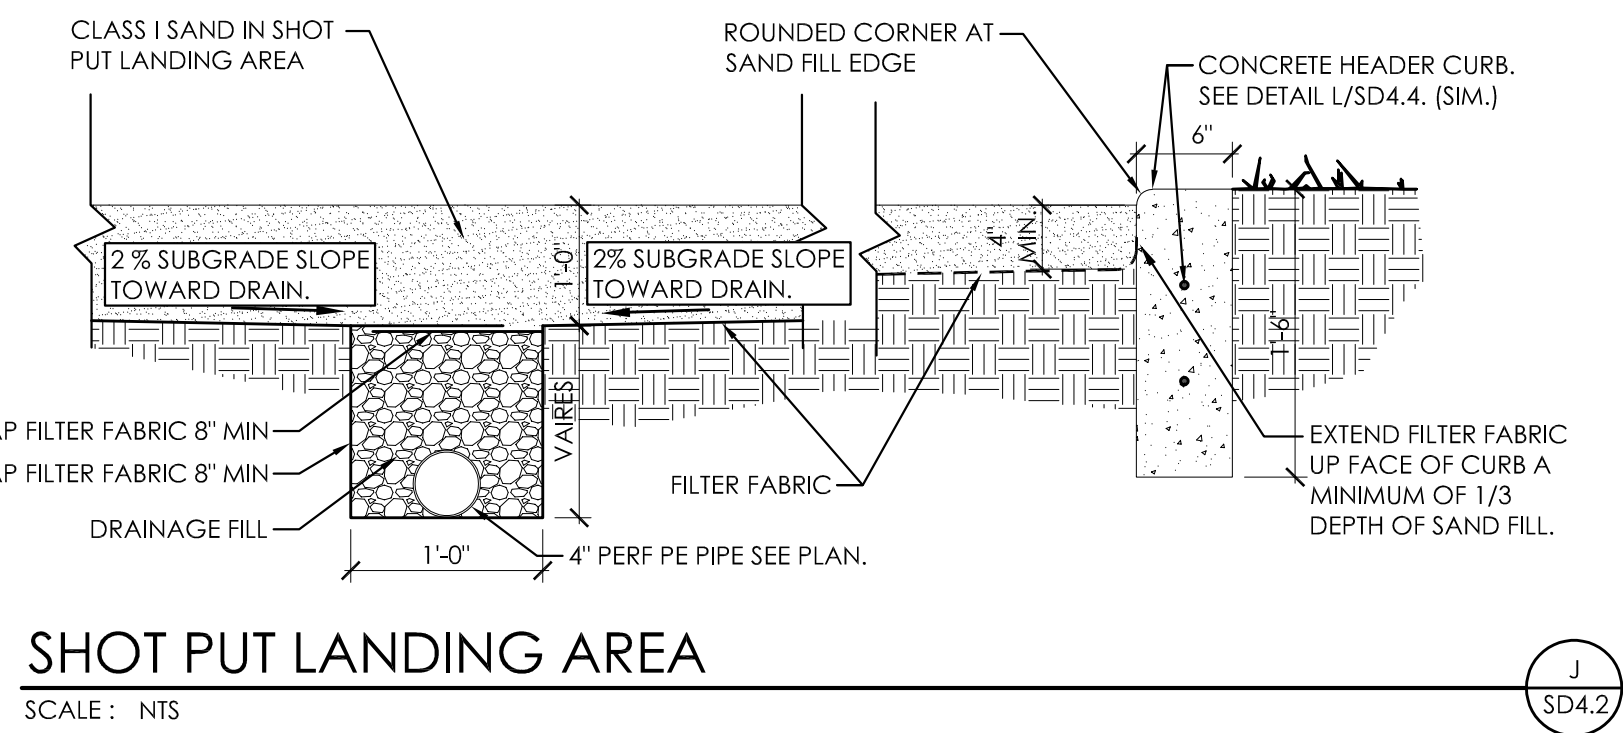 CLASS I SAND IN SHOT
PUT LANDING AREA
ROUNDED CORNER AT
SAND FILL EDGE
CONCRETE HEADER CURB.
SEE DETAIL L/SD4.4. (SIM.)
6"
2 % SUBGRADE SLOPE
TOWARD DRAIN.
1'-0"
2% SUBGRADE SLOPE
TOWARD DRAIN.
4"
MIN.
1'-6"
VAIRES
AP FILTER FABRIC 8" MIN
AP FILTER FABRIC 8" MIN
DRAINAGE FILL
FILTER FABRIC
EXTEND FILTER FABRIC
UP FACE OF CURB A
MINIMUM OF 1/3
DEPTH OF SAND FILL.
1'-0"
4" PERF PE PIPE SEE PLAN.
SHOT PUT LANDING AREA
SCALE : NTS
J
SD4.2